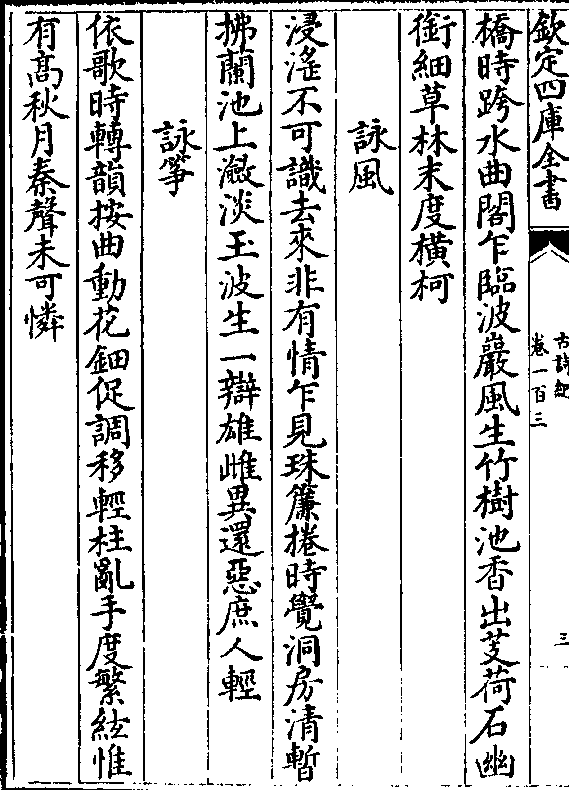 欽定四庫全書
古詩紀
卷一百三
三
橋時跨水曲閣乍臨波巖風生竹樹池香出芰荷石幽
銜細草林末度横柯
詠風
浸滛不可識去來非有情乍見珠簾捲時覺洞房清暫
拂蘭池上瀲淡玉波生一辯雄雌異還惡庶人輕
詠箏
依歌時轉韻按曲動花鈿促調移輕柱亂手度繁絃惟
有髙秋月秦聲未可憐